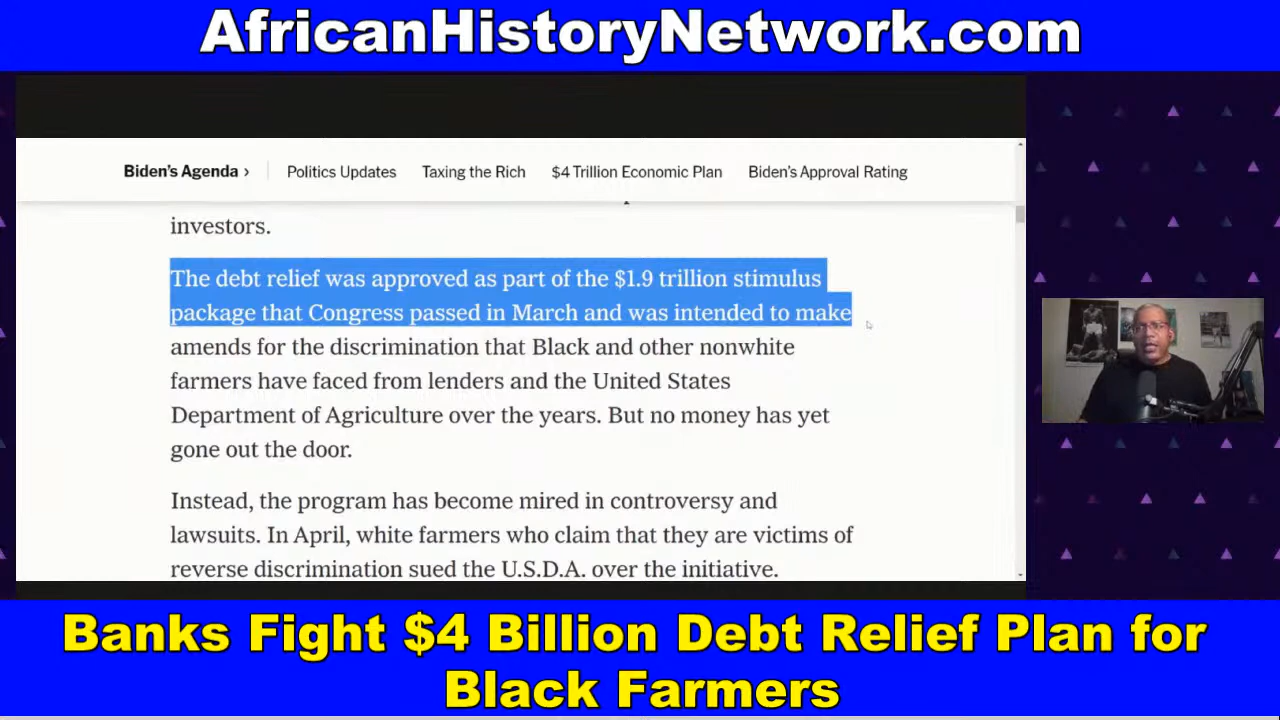 AfricanHistoryNetwork.com
Biden's Agenda ›
Politics Updates
Taxing the Rich
$4 Trillion Economic Plan
Biden's Approval Rating
investors.
The debt relief was approved as part of the $1.9 trillion stimulus
package that Congress passed in March and was intended to make
amends for the discrimination that Black and other nonwhite
farmers have faced from lenders and the United States
Department of Agriculture over the years. But no money has yet
gone out the door.
Instead, the program has become mired in controversy and
lawsuits. In April, white farmers who claim that they are victims of
reverse discrimination sued the U.S.D.A. over the initiative.
Banks Fight $4 Billion Debt Relief Plan for
Black Farmers